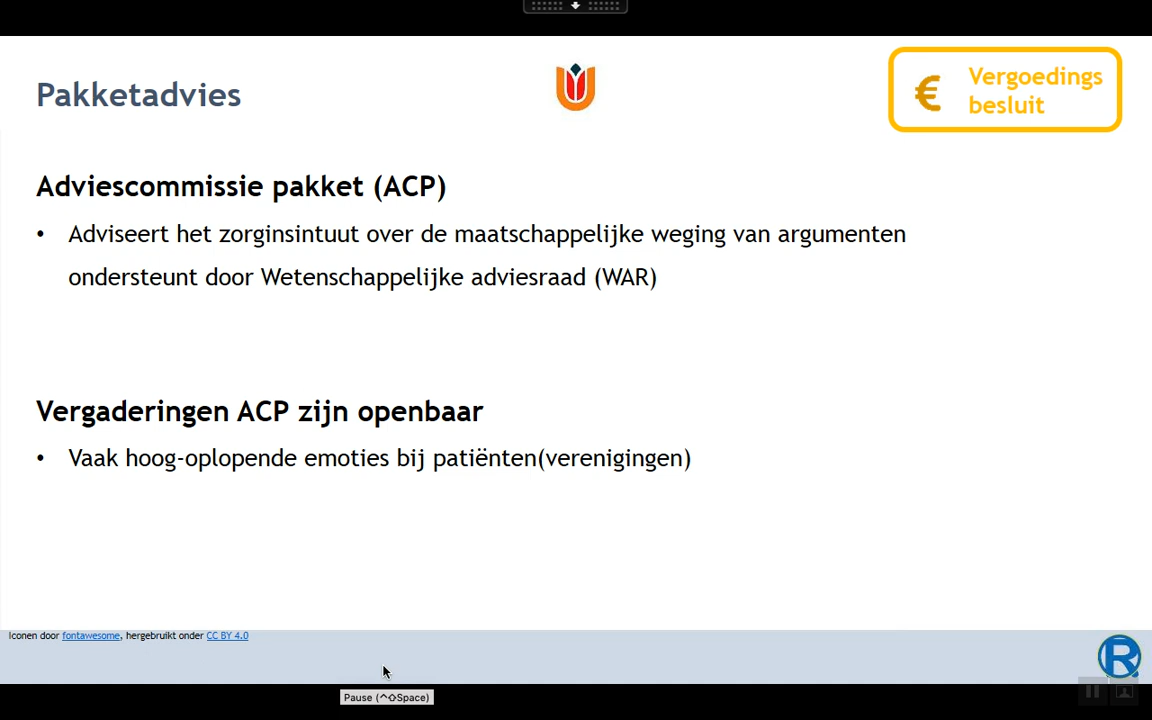 Pakketadvies
€ Vergoedings
besluit
Adviescommissie pakket (ACP)
• Adviseert het zorginsintuut over de maatschappelijke weging van argumenten
ondersteunt door Wetenschappelijke adviesraad (WAR)
Vergaderingen ACP zijn openbaar
• Vaak hoog-oplopende emoties bij patiënten(verenigingen)
Iconen door fontawesome, hergebruikt onder CC BY 4.0
R
Pause (^⇧Space)